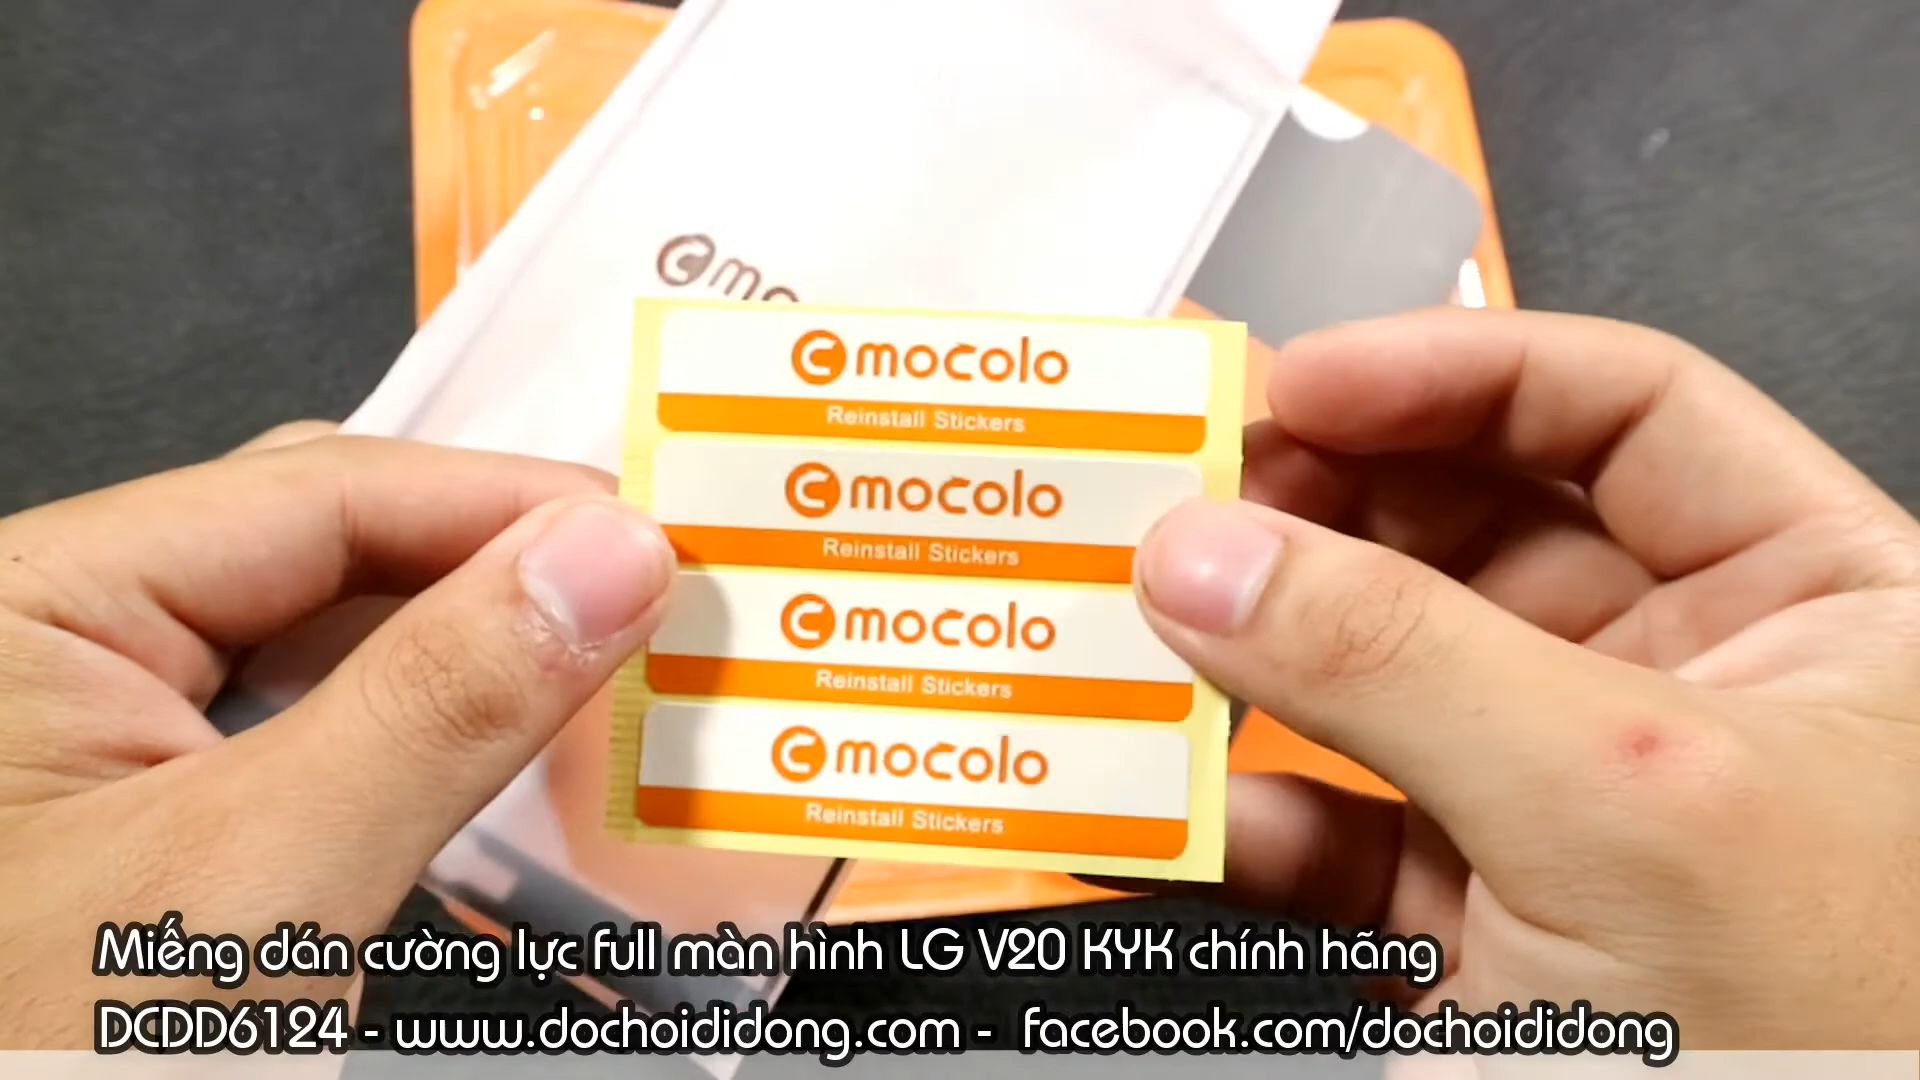 mo
mocolo
Reinstall Stickers
mocolo
Reinstall Stickers
mocolo
Reinstall Stickers
mocolo
Reinstall Stickers
Miếng dán cường lực full màn hình LG V20 KYK chính hãng
DCDD6124 - www.dochoididong.com - facebook.com/dochoididong